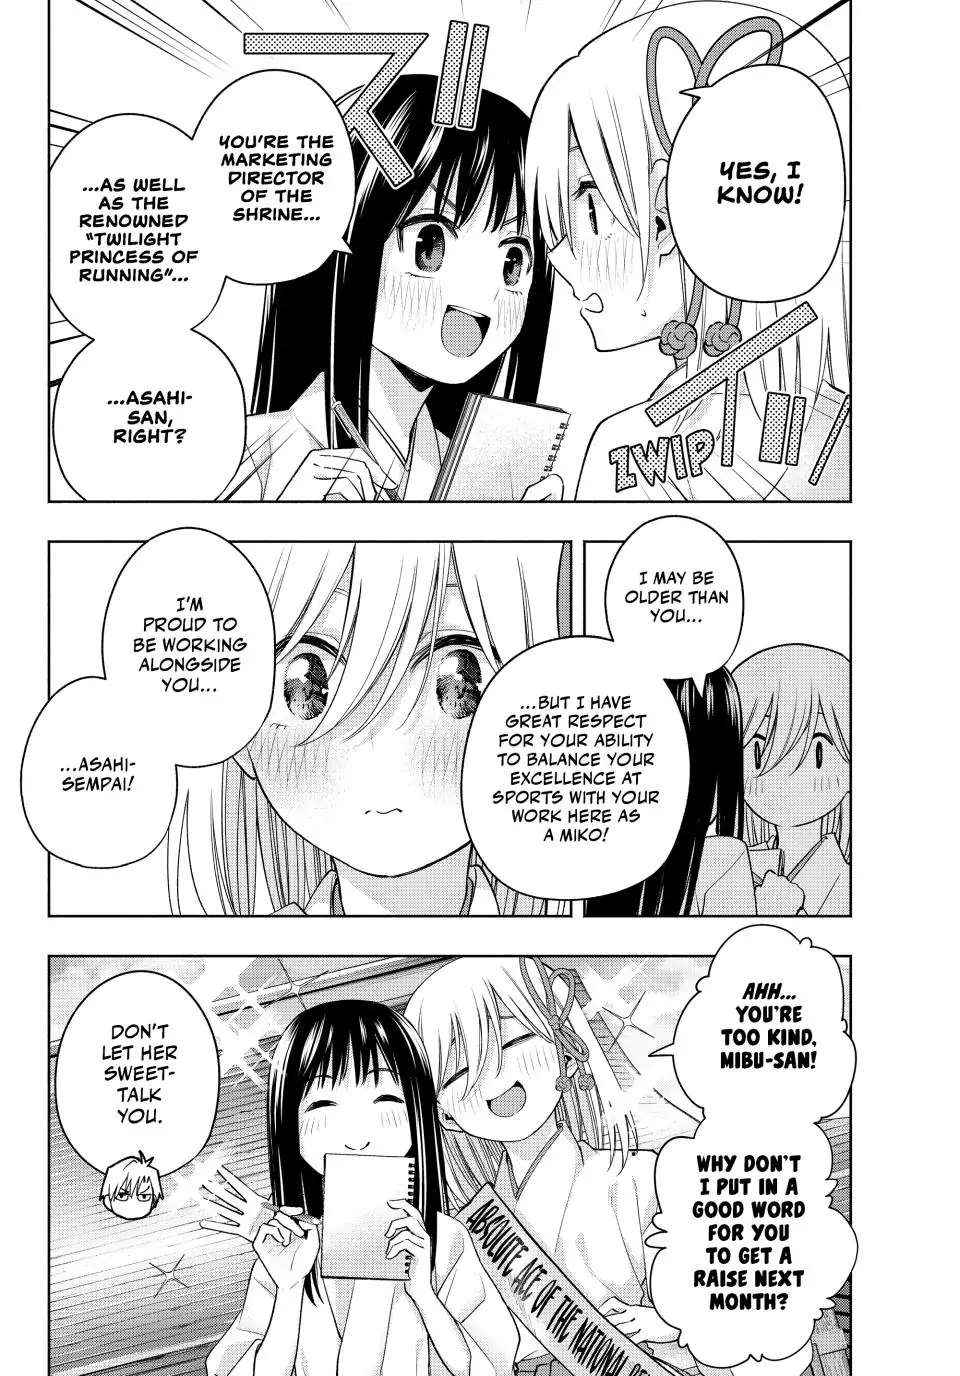 YES, I
KNOW!
YOU'RE THE
MARKETING
DIRECTOR
OF THE
SHRINE...
...AS WELL
AS THE
RENOWNED
"TWILIGHT
PRINCESS OF
RUNNING"...
...ASAHI-
SAN,
RIGHT?
ZWIP
I MAY BE
OLDER THAN
YOU...
...BUT I HAVE
GREAT RESPECT
FOR YOUR ABILITY
TO BALANCE YOUR
EXCELLENCE AT
SPORTS WITH YOUR
WORK HERE AS
A MIKO!
I'M
PROUD TO
BE WORKING
ALONGSIDE
YOU...
...ASAHI-
SEMPAI!
AHH...
YOU'RE
TOO KIND,
MIBU-SAN!
WHY DON'T
I PUT IN A
GOOD WORD
FOR YOU
TO GET A
RAISE NEXT
MONTH?
DON'T
LET HER
SWEET-
TALK
YOU.
ABSOLUTE ACE OF THE NATIONAL